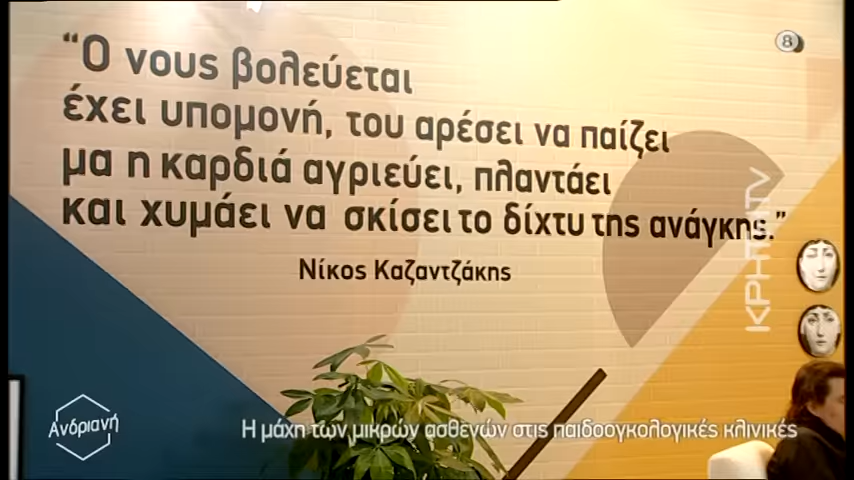 “Ο νους βολεύεται
έχει υπομονή, του αρέσει να παίζει
μα η καρδιά αγριεύει, πλαντάει
και χυμάει να σκίσει το δίχτυ της ανάγκης.”
Νίκος Καζαντζάκης
8
ΚΡΗΤΗ TV
Ανδριανή
Η μάχη των μικρών ασθενών στις παιδοογκολογικές κλινικές